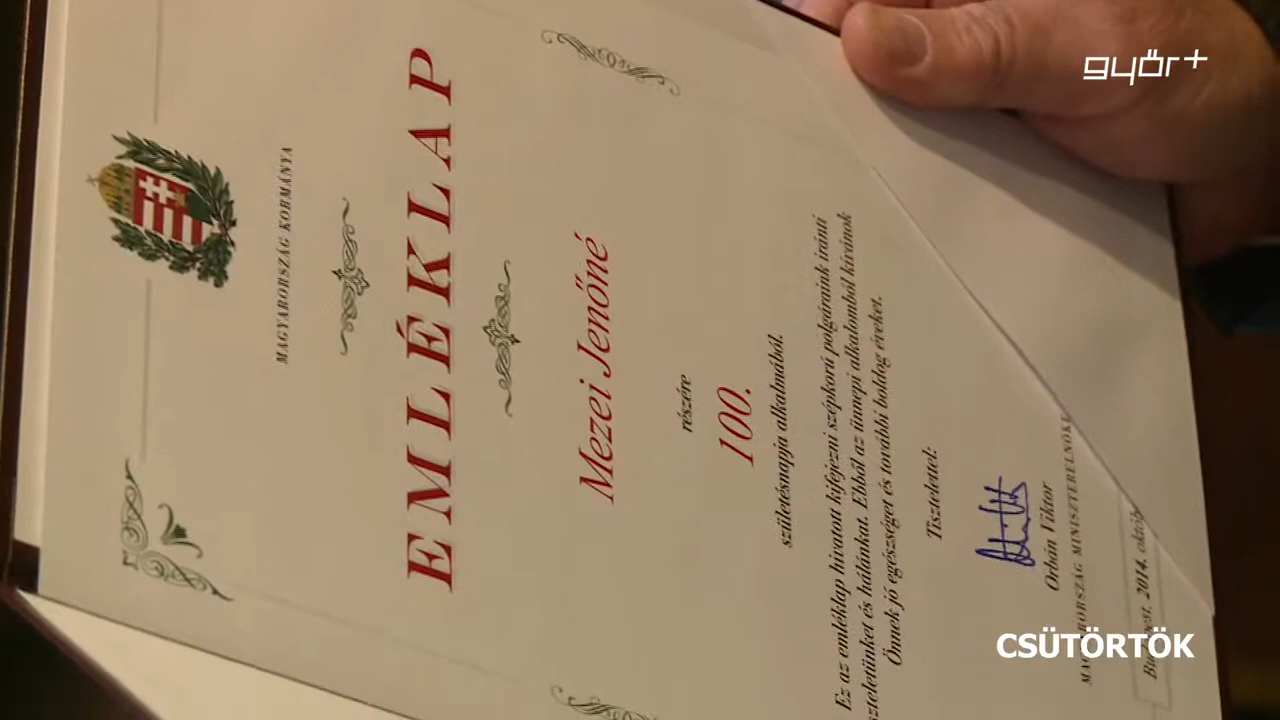 MAGYARORSZÁG KORMÁNYA
EMLÉKLAP
Mezei Jenőné
részére
100.
születésnapja alkalmából.
Ez az emléklap hivatott kifejezni szépkorú polgáraink iránti
tiszteletünket és hálánkat. Ebből az ünnepi alkalomból kívánok
Önnek jó egészséget és további boldog éveket.
Tisztelettel:
Orbán Viktor
MAGYARORSZÁG MINISZTERELNÖKE
Budapest, 2014. októb
győr+
CSÜTÖRTÖK